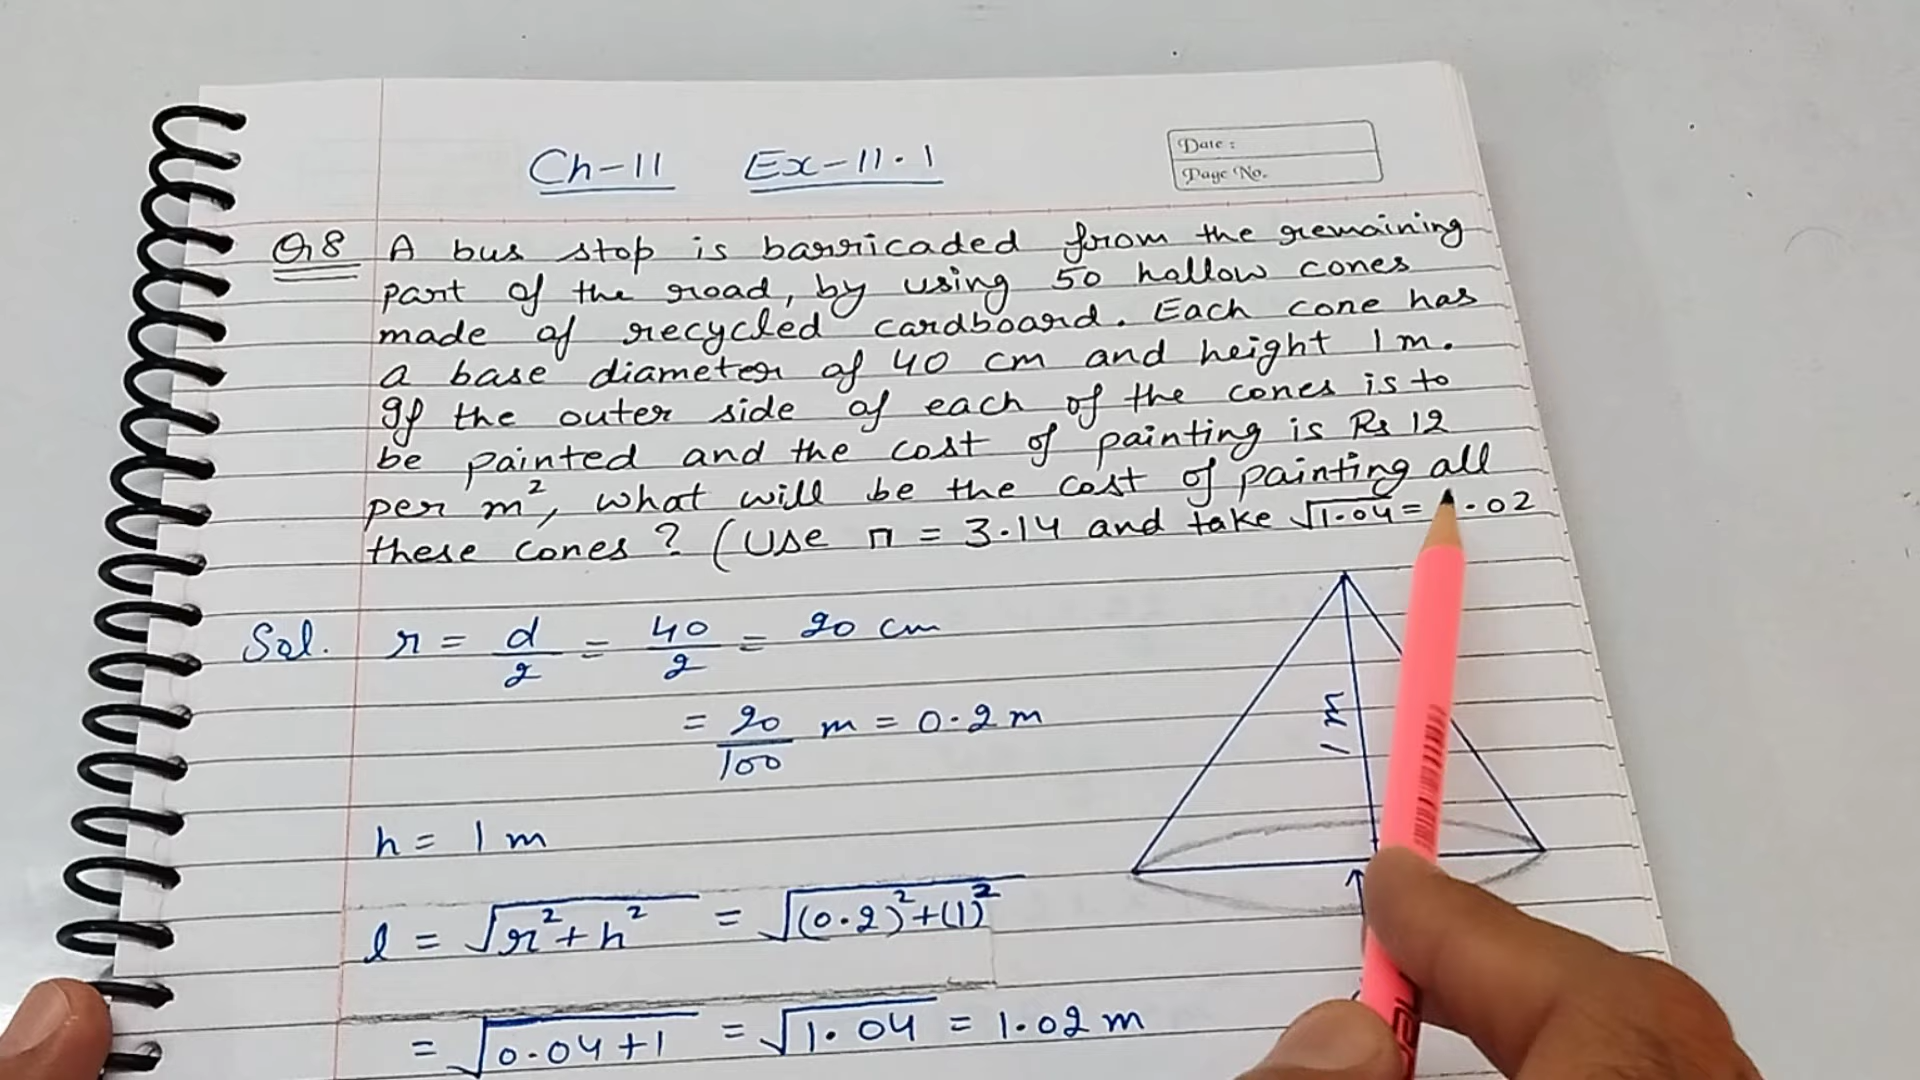 Date :
Page No.
Ch-11 Ex-11.1
Q.8 A bus stop is barricaded from the remaining
part of the road, by using 50 hollow cones
made of recycled cardboard. Each cone has
a base diameter of 40 cm and height 1 m.
If the outer side of each of the cones is to
be painted and the cost of painting is Rs 12
per m², what will be the cost of painting all
these cones ? (Use π = 3.14 and take √1.04 = 1.02
Sol. r = d/2 = 40/2 = 20 cm
= 20/100 m = 0.2 m
1 m
h = 1 m
l = √r²+h² = √(0.2)²+(1)²
= √0.04+1 = √1.04 = 1.02 m